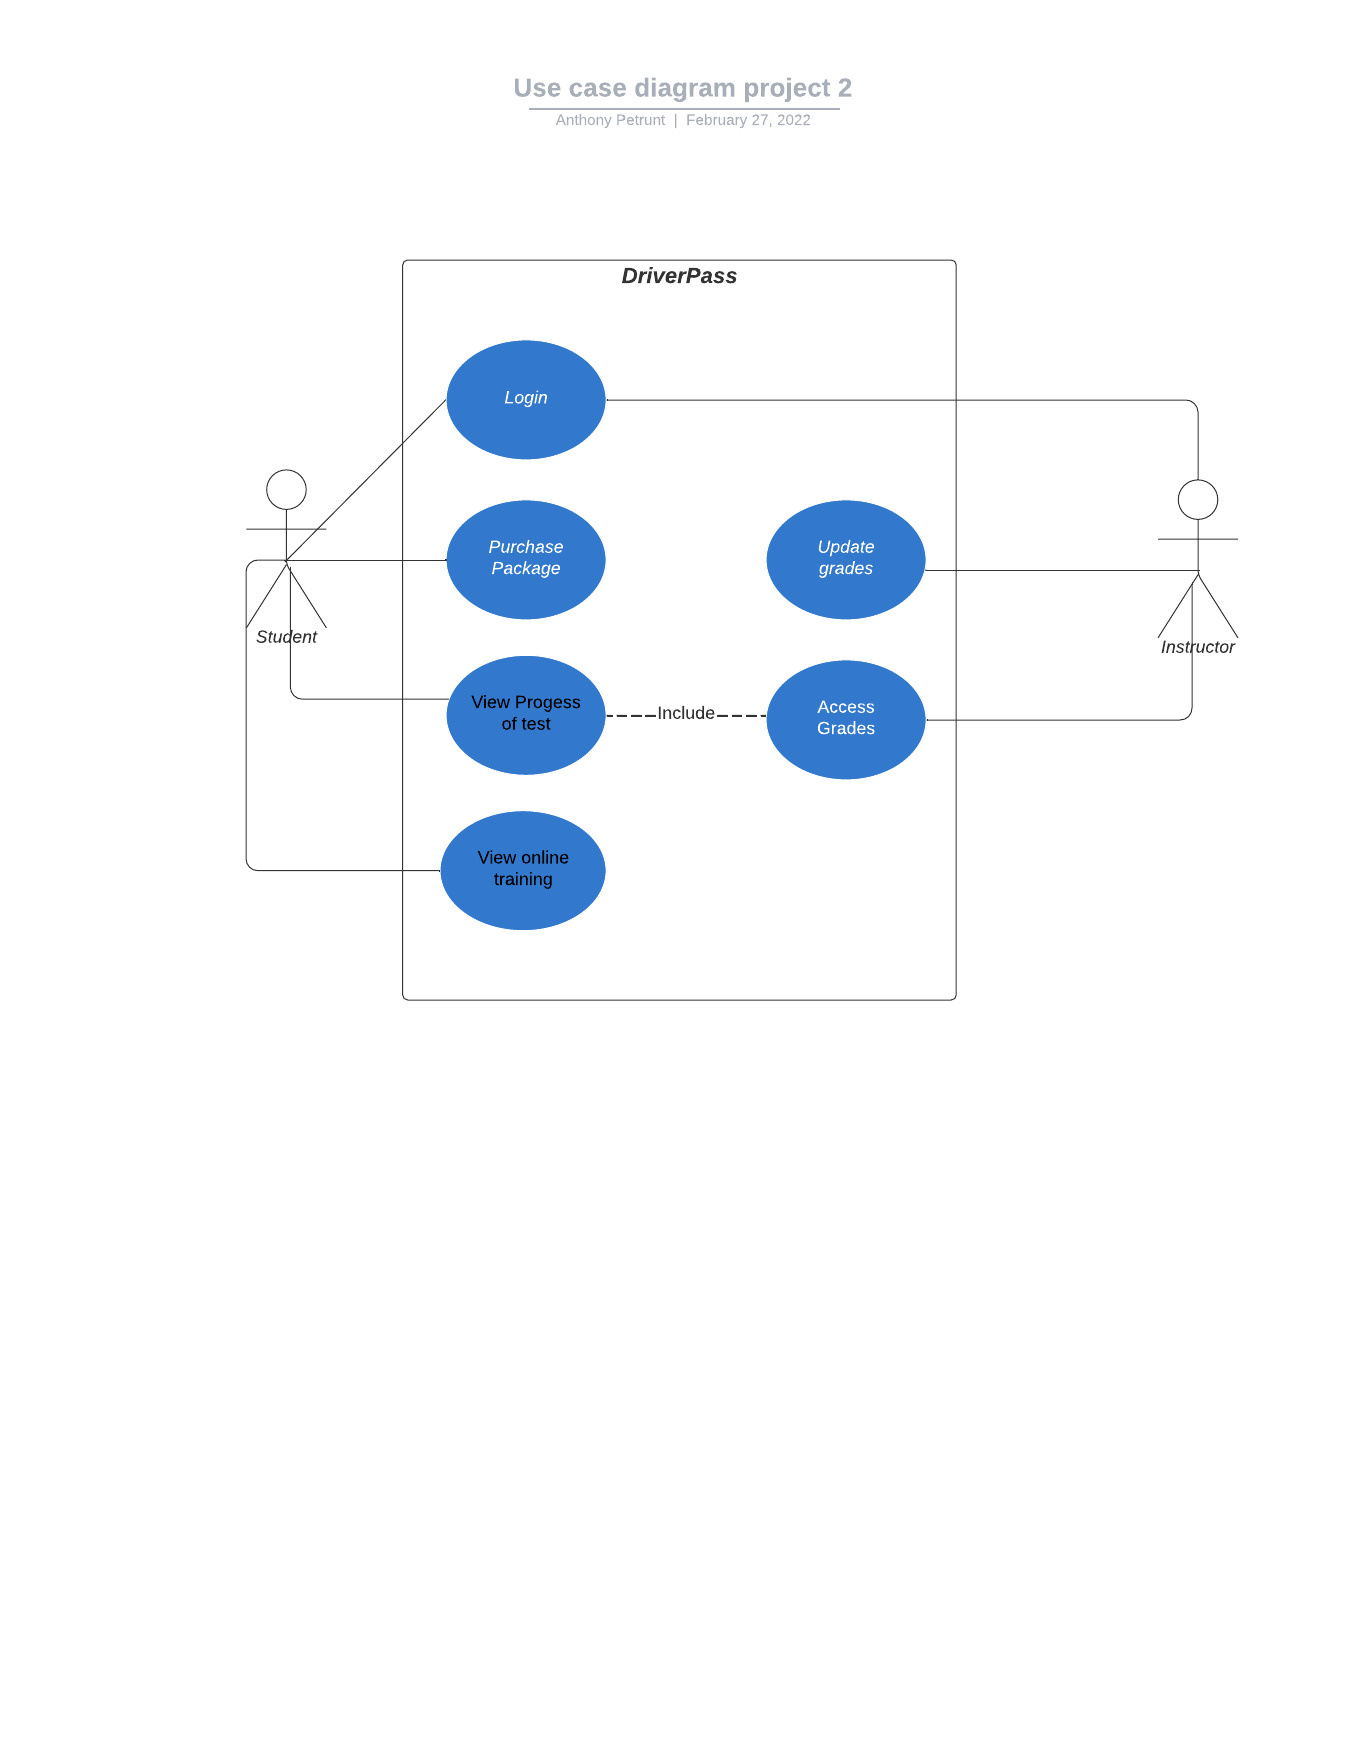 Use case diagram project 2
Anthony Petrunt | February 27, 2022
DriverPass
Login
Purchase
Package
Update
grades
Student
Instructor
View Progess
of test
Include
Access
Grades
View online
training